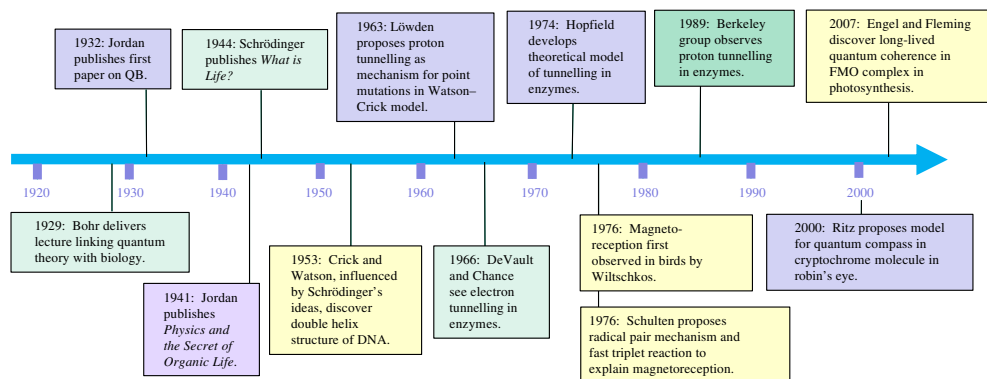 1932: Jordan
publishes first
paper on QB.
1944: Schrödinger
publishes What is
Life?
1963: Löwden
proposes proton
tunnelling as
mechanism for point
mutations in Watson–
Crick model.
1974: Hopfield
develops
theoretical model
of tunnelling in
enzymes.
1989: Berkeley
group observes
proton tunnelling
in enzymes.
2007: Engel and Fleming
discover long-lived
quantum coherence in
FMO complex in
photosynthesis.
1920
1930
1940
1950
1960
1970
1980
1990
2000
1929: Bohr delivers
lecture linking quantum
theory with biology.
1941: Jordan
publishes
Physics and
the Secret of
Organic Life.
1953: Crick and
Watson, influenced
by Schrödinger's
ideas, discover
double helix
structure of DNA.
1966: DeVault
and Chance
see electron
tunnelling in
enzymes.
1976: Magneto-
reception first
observed in birds by
Wiltschkos.
1976: Schulten proposes
radical pair mechanism and
fast triplet reaction to
explain magnetoreception.
2000: Ritz proposes model
for quantum compass in
cryptochrome molecule in
robin's eye.